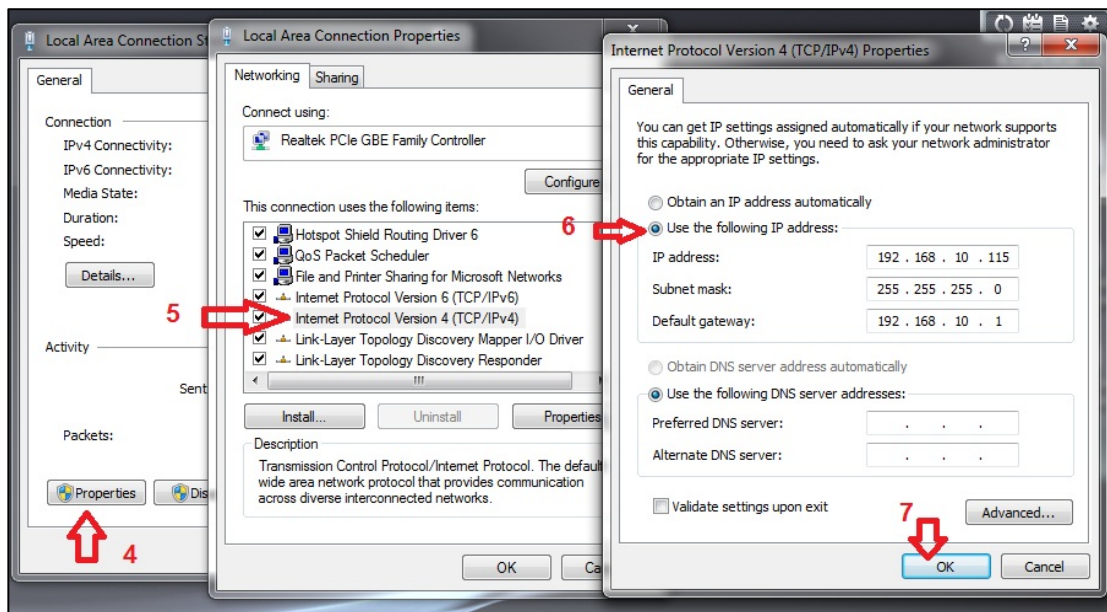 Local Area Connection St
General
Connection
IPv4 Connectivity:
IPv6 Connectivity:
Media State:
Duration:
Speed:
Details...
Activity
Sent
Packets:
Properties
Dis
4
Local Area Connection Properties
Networking
Sharing
Connect using:
Realtek PCIe GBE Family Controller
Configure
This connection uses the following items:
Hotspot Shield Routing Driver 6
QoS Packet Scheduler
File and Printer Sharing for Microsoft Networks
Internet Protocol Version 6 (TCP/IPv6)
5
Internet Protocol Version 4 (TCP/IPv4)
Link-Layer Topology Discovery Mapper I/O Driver
Link-Layer Topology Discovery Responder
Install...
Uninstall
Properties
Description
Transmission Control Protocol/Internet Protocol. The default
wide area network protocol that provides communication
across diverse interconnected networks.
OK
Ca
Internet Protocol Version 4 (TCP/IPv4) Properties
General
You can get IP settings assigned automatically if your network supports
this capability. Otherwise, you need to ask your network administrator
for the appropriate IP settings.
Obtain an IP address automatically
6
Use the following IP address:
IP address: 192 . 168 . 10 . 115
Subnet mask: 255 . 255 . 255 . 0
Default gateway: 192 . 168 . 10 . 1
Obtain DNS server address automatically
Use the following DNS server addresses:
Preferred DNS server: . . .
Alternate DNS server: . . .
Validate settings upon exit
Advanced...
7
OK
Cancel